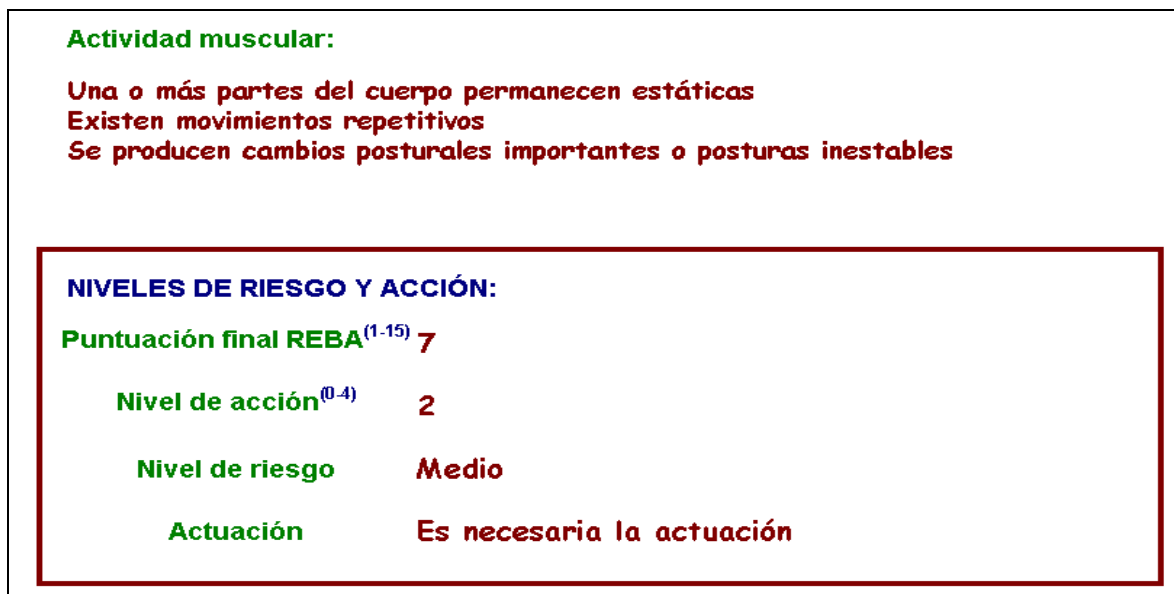 Actividad muscular:
Una o más partes del cuerpo permanecen estáticas
Existen movimientos repetitivos
Se producen cambios posturales importantes o posturas inestables
NIVELES DE RIESGO Y ACCIÓN:
Puntuación final REBA(1-15) 7
Nivel de acción(0-4) 2
Nivel de riesgo Medio
Actuación Es necesaria la actuación